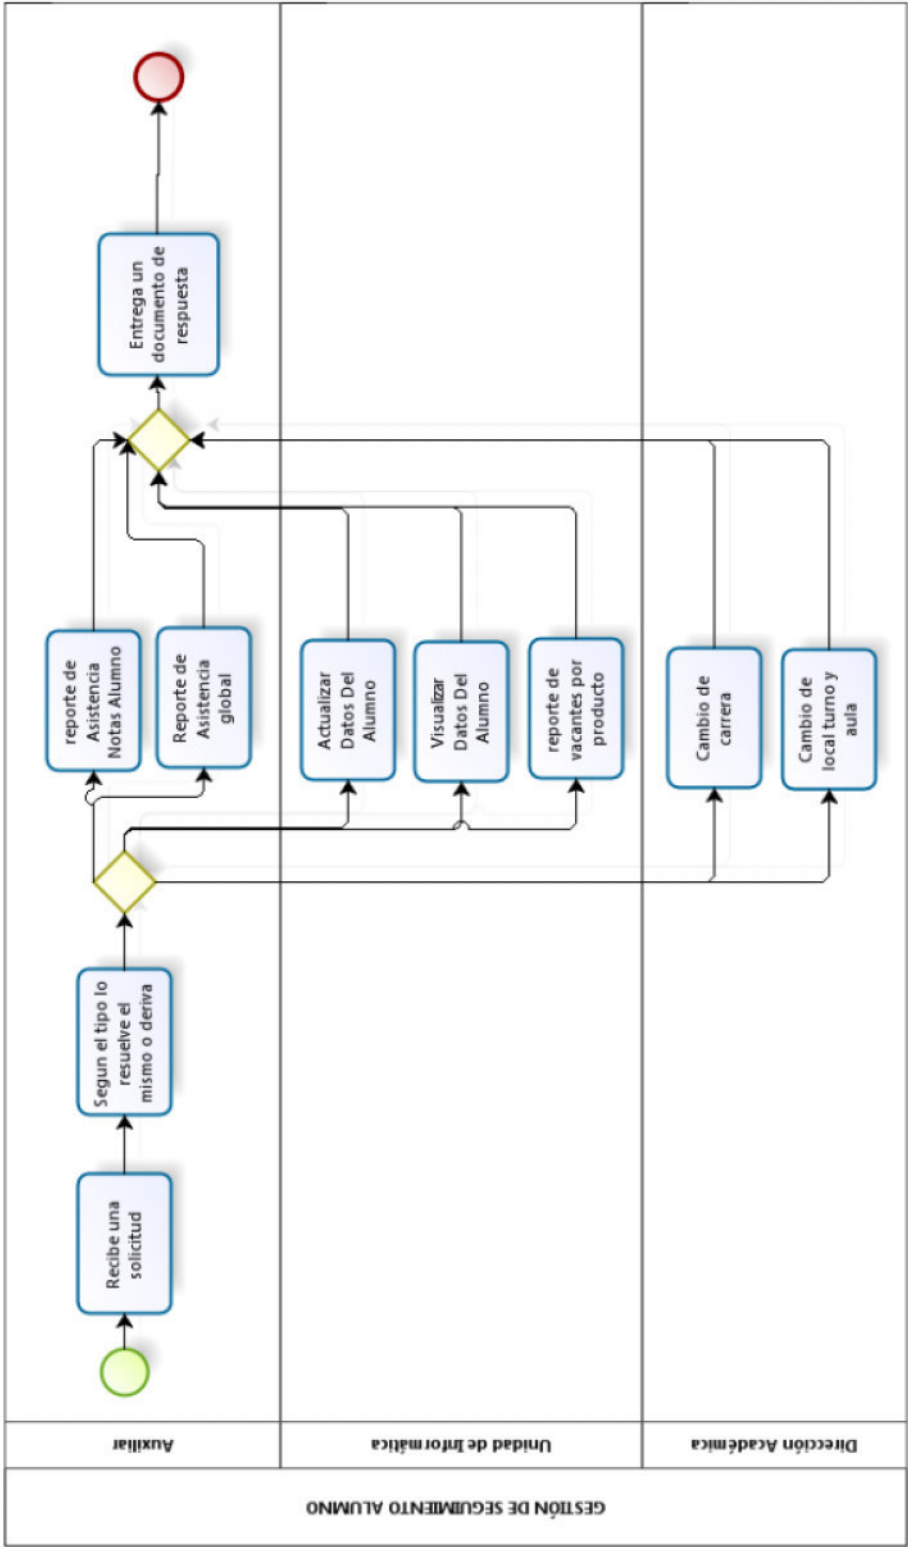 GESTIÓN DE SEGUIMIENTO ALUMNO
Auxiliar
Recibe una
solicitud
Segun el tipo lo
resuelve el
mismo o deriva
reporte de
Asistencia
Notas Alumno
Reporte de
Asistencia
global
Entrega un
documento de
respuesta
Unidad de Informática
Actualizar
Datos Del
Alumno
Visualizar
Datos Del
Alumno
reporte de
vacantes por
producto
Dirección Académica
Cambio de
carrera
Cambio de
local turno y
aula